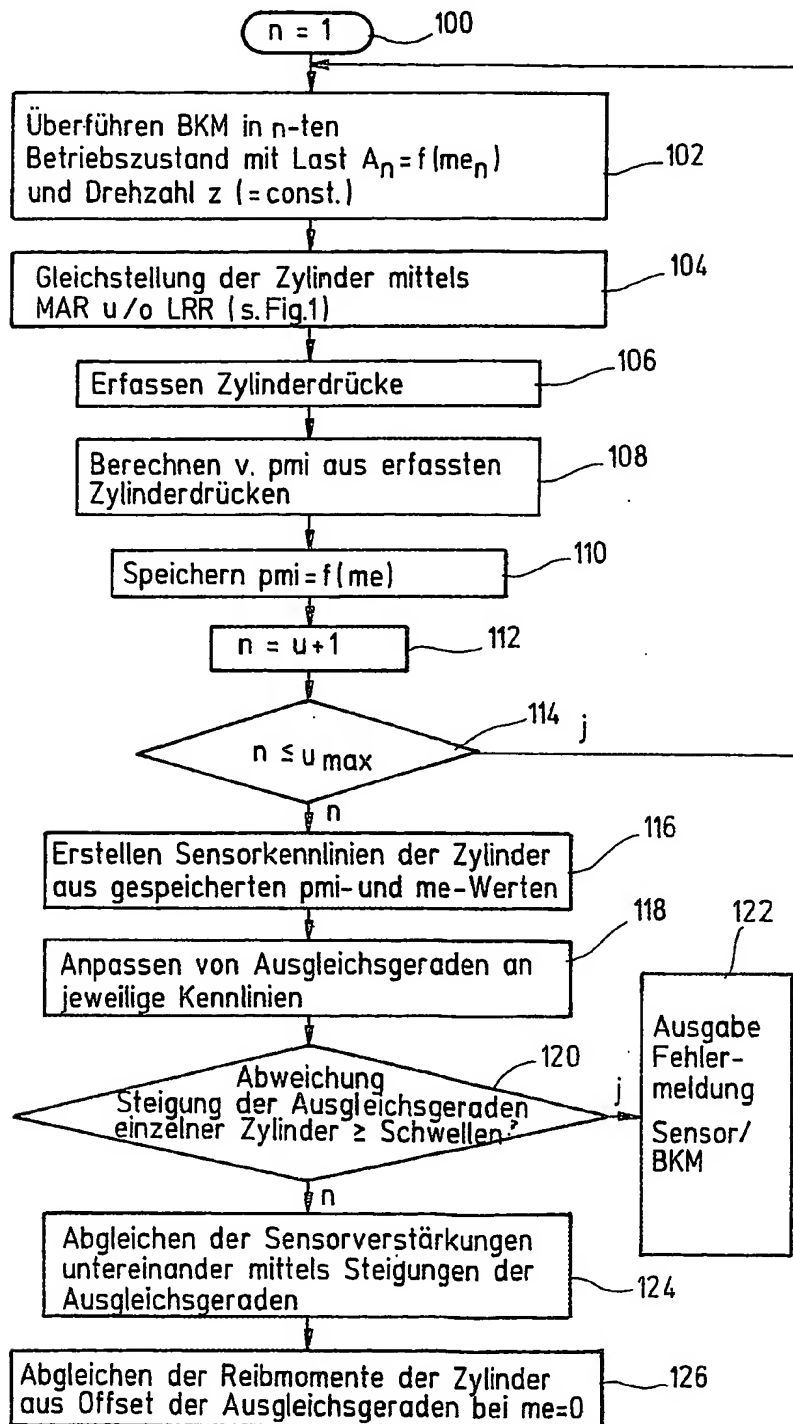 n = 1
100
Überführen BKM in n-ten
Betriebszustand mit Last Aₙ = f(meₙ)
und Drehzahl z (= const.)
102
Gleichstellung der Zylinder mittels
MAR u/o LRR (s. Fig.1)
104
Erfassen Zylinderdrücke
106
Berechnen v. pmi aus erfassten
Zylinderdrücken
108
Speichern pmi = f(me)
110
n = u+1
112
n ≤ u max
114
j
n
Erstellen Sensorkennlinien der Zylinder
aus gespeicherten pmi- und me-Werten
116
Anpassen von Ausgleichsgeraden an
jeweilige Kennlinien
118
Abweichung
Steigung der Ausgleichsgeraden
einzelner Zylinder ≥ Schwellen?
120
j
n
Ausgabe
Fehler-
meldung
Sensor/
BKM
122
Abgleichen der Sensorverstärkungen
untereinander mittels Steigungen der
Ausgleichsgeraden
124
Abgleichen der Reibmomente der Zylinder
aus Offset der Ausgleichsgeraden bei me=0
126